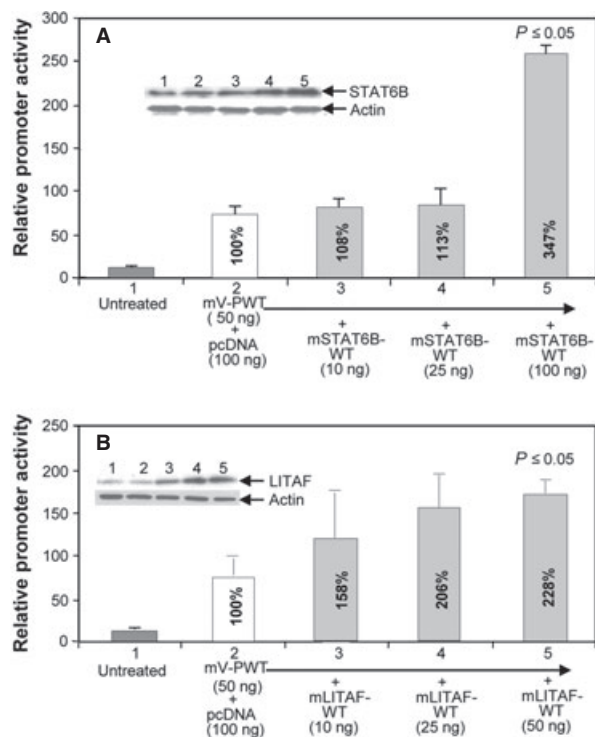 Relative promoter activity
300
250
200
150
100
50
0
A
P ≤ 0.05
1 2 3 4 5
STAT6B
Actin
100%
108%
113%
347%
1 2 3 4 5
Untreated
mV-PWT
(50 ng)
+
pcDNA
(100 ng)
+
mSTAT6B-
WT
(10 ng)
+
mSTAT6B-
WT
(25 ng)
+
mSTAT6B-
WT
(100 ng)
Relative promoter activity
250
200
150
100
50
0
B
P ≤ 0.05
1 2 3 4 5
LITAF
Actin
100%
158%
206%
228%
1 2 3 4 5
Untreated
mV-PWT
(50 ng)
+
pcDNA
(100 ng)
+
mLITAF-
WT
(10 ng)
+
mLITAF-
WT
(25 ng)
+
mLITAF-
WT
(50 ng)